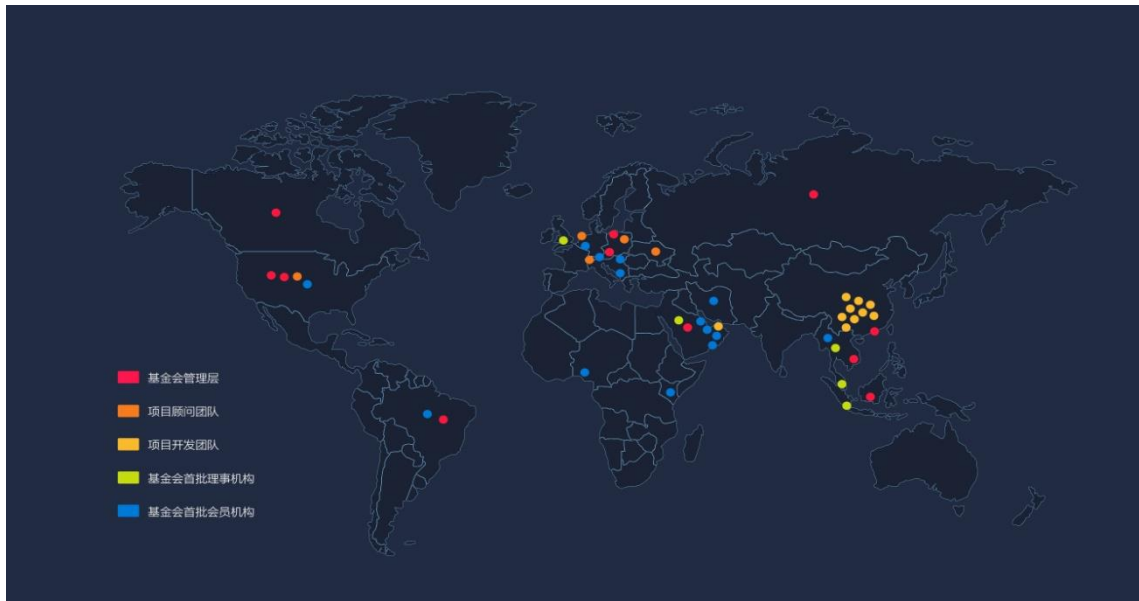 基金会管理层
项目顾问团队
项目开发团队
基金会首批理事机构
基金会首批会员机构